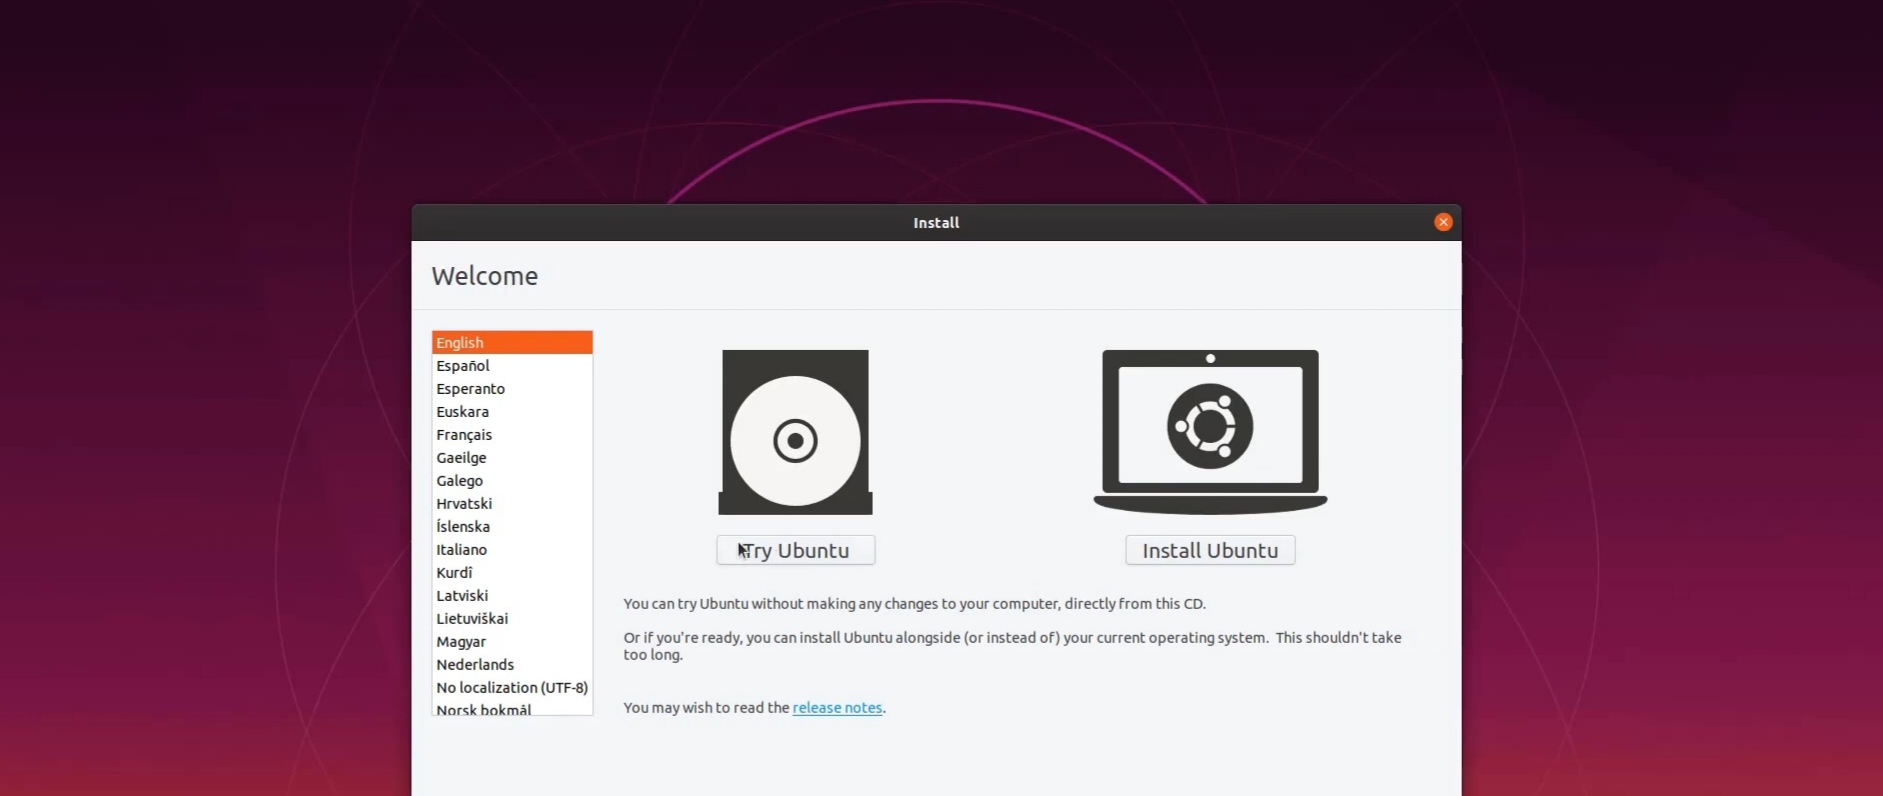 Install
Welcome
English
Español
Esperanto
Euskara
Français
Gaeilge
Galego
Hrvatski
Íslenska
Italiano
Kurdî
Latviski
Lietuviškai
Magyar
Nederlands
No localization (UTF-8)
Norsk bokmål
Try Ubuntu
Install Ubuntu
You can try Ubuntu without making any changes to your computer, directly from this CD.
Or if you're ready, you can install Ubuntu alongside (or instead of) your current operating system. This shouldn't take
too long.
You may wish to read the release notes.